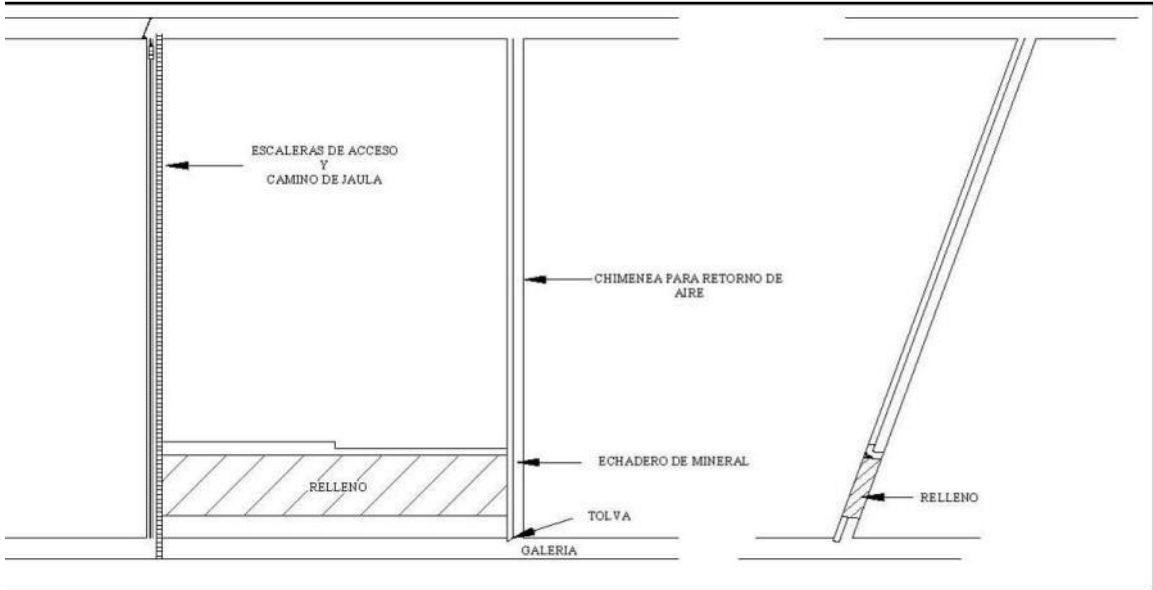 ESCALERAS DE ACCESO
Y
CAMINO DE JAULA
CHIMENEA PARA RETORNO DE
AIRE
ECHADERO DE MINERAL
RELLENO
RELLENO
TOLVA
GALERIA